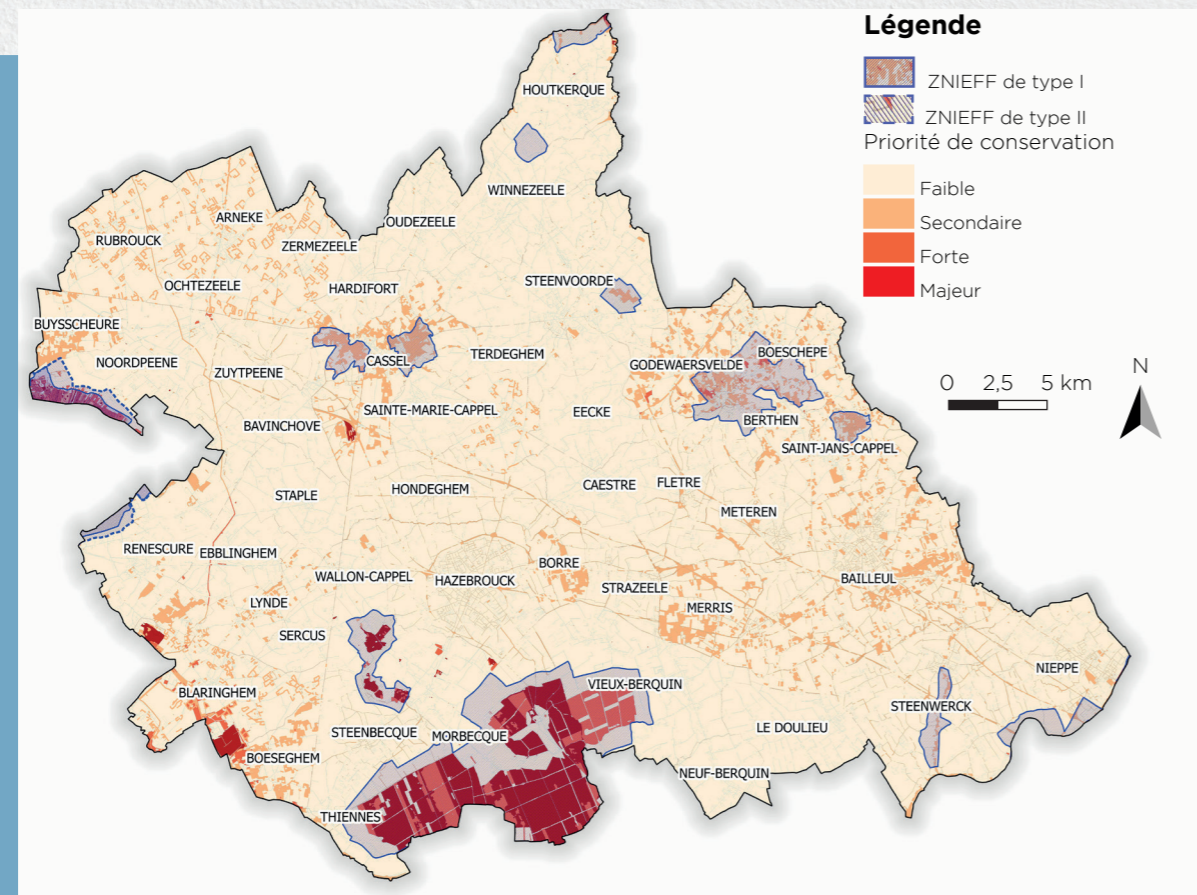 Légende
ZNIEFF de type I
ZNIEFF de type II
Priorité de conservation
Faible
Secondaire
Forte
Majeur
N
0 2,5 5 km
HOUTKERQUE
WINNEZEELE
ARNEKE
OUDEZEELE
RUBROUCK
ZERMEZEELE
OCHTEZEELE
HARDIFORT
STEENVOORDE
BUYSSCHEURE
NOORDPEENE
ZUYTPEENE
CASSEL
TERDEGHEM
GODEWAERSVELDE
BOESCHEPE
BAVINCHOVE
SAINTE-MARIE-CAPPEL
EECKE
BERTHEN
SAINT-JANS-CAPPEL
STAPLE
HONDEGHEM
CAESTRE
FLETRE
METEREN
RENESCURE
EBBLINGHEM
WALLON-CAPPEL
HAZEBROUCK
BORRE
STRAZEELE
BAILLEUL
LYNDE
MERRIS
SERCUS
NIEPPE
BLARINGHEM
VIEUX-BERQUIN
STEENWERCK
STEENBECQUE
MORBECQUE
LE DOULIEU
BOESEGHEM
NEUF-BERQUIN
THIENNES